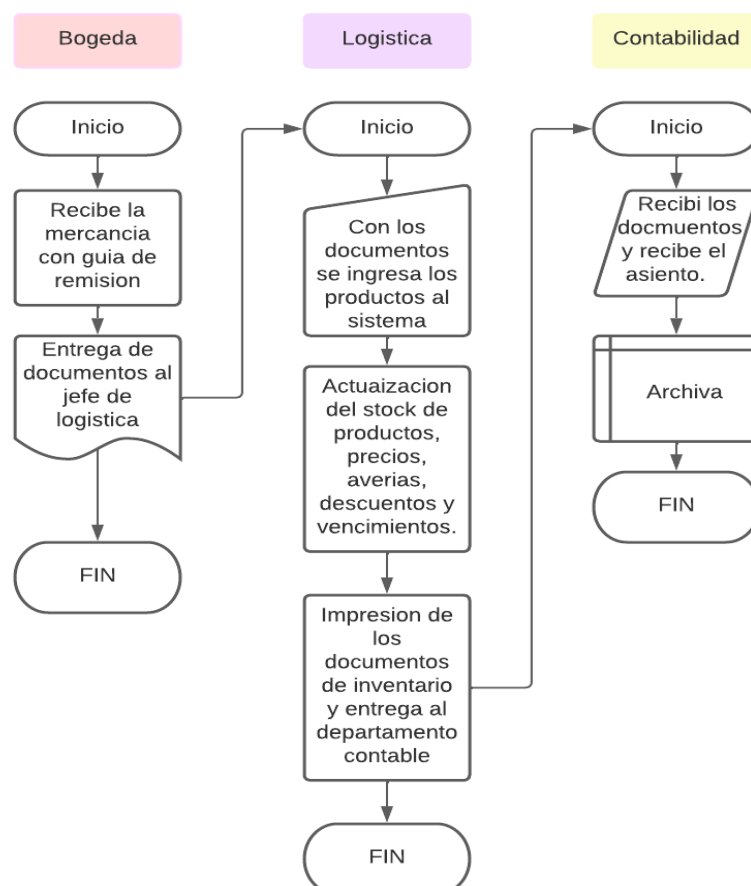 Bogeda
Inicio
Recibe la
mercancia
con guia de
remision
Entrega de
documentos al
jefe de
logistica
FIN
Logistica
Inicio
Con los
documentos
se ingresa los
productos al
sistema
Actuaizacion
del stock de
productos,
precios,
averias,
descuentos y
vencimientos.
Impresion de
los
documentos
de inventario
y entrega al
departamento
contable
FIN
Contabilidad
Inicio
Recibi los
docmuentos
y recibe el
asiento.
Archiva
FIN